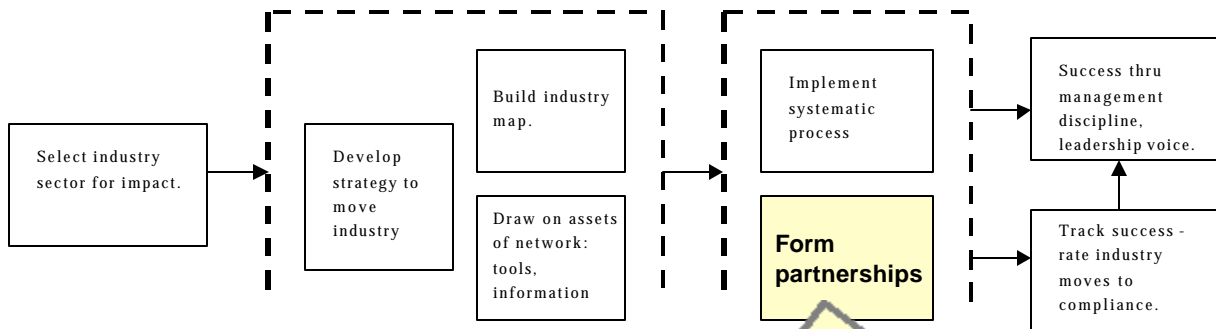 Select industry
sector for impact.
Develop
strategy to
move
industry
Build industry
map.
Draw on assets
of network:
tools,
information
Implement
systematic
process
Form
partnerships
Success thru
management
discipline,
leadership voice.
Track success -
rate industry
moves to
compliance.